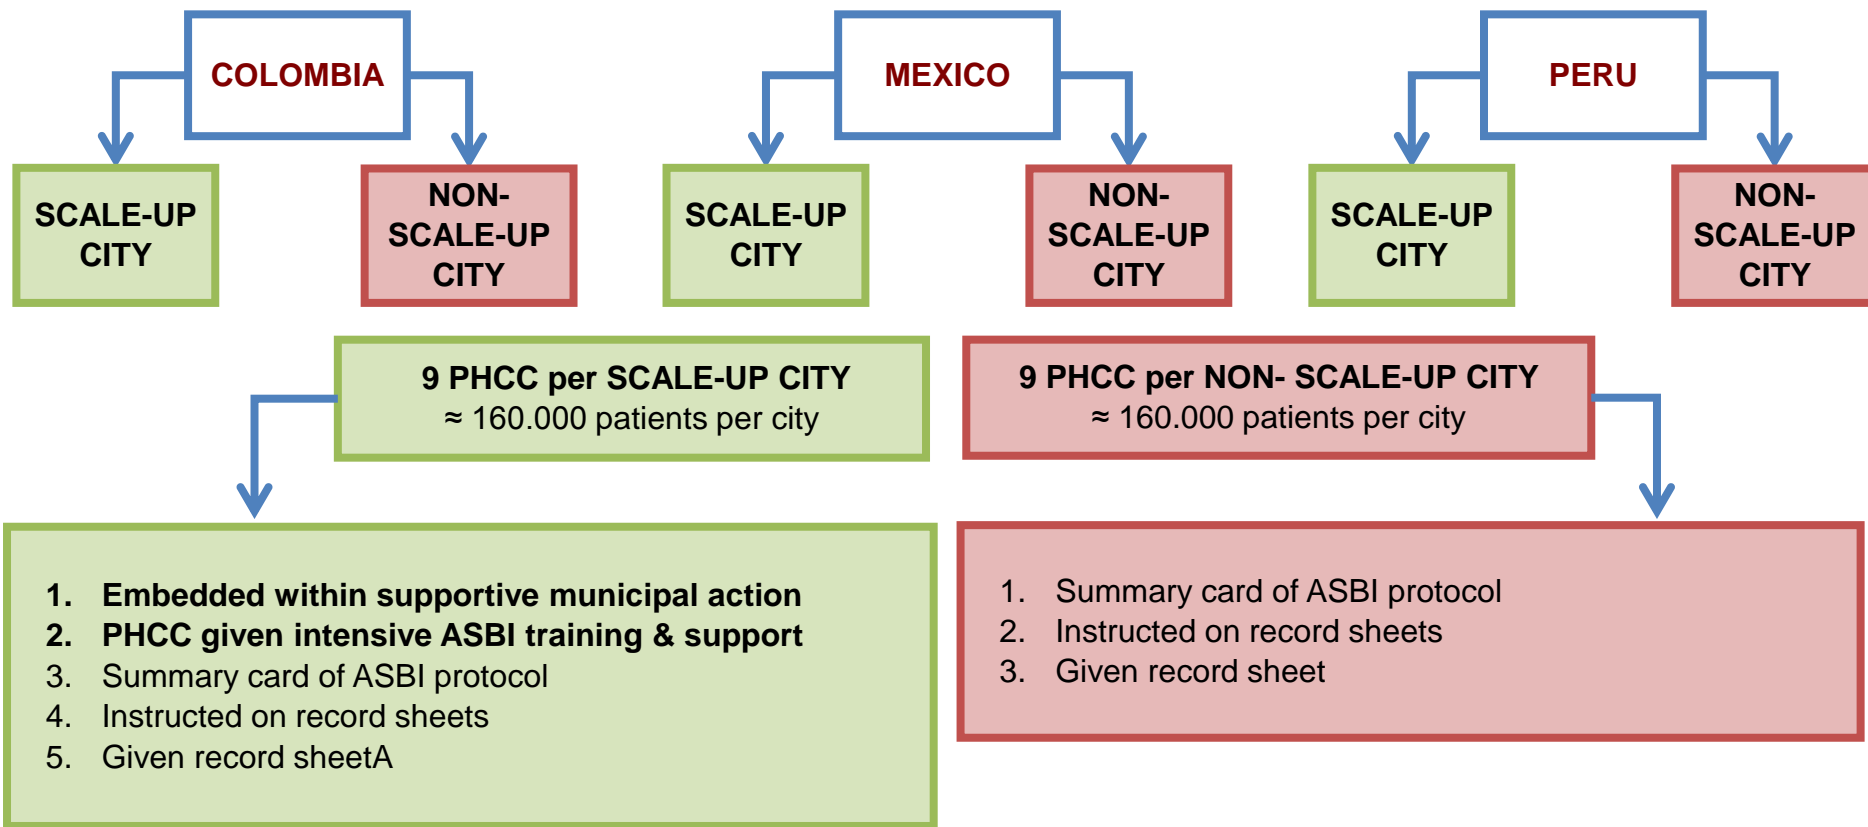 COLOMBIA
MEXICO
PERU
SCALE-UP
CITY
NON-
SCALE-UP
CITY
SCALE-UP
CITY
NON-
SCALE-UP
CITY
SCALE-UP
CITY
NON-
SCALE-UP
CITY
9 PHCC per SCALE-UP CITY
≈ 160.000 patients per city
9 PHCC per NON- SCALE-UP CITY
≈ 160.000 patients per city
1. Embedded within supportive municipal action
2. PHCC given intensive ASBI training & support
3. Summary card of ASBI protocol
4. Instructed on record sheets
5. Given record sheetA
1. Summary card of ASBI protocol
2. Instructed on record sheets
3. Given record sheet